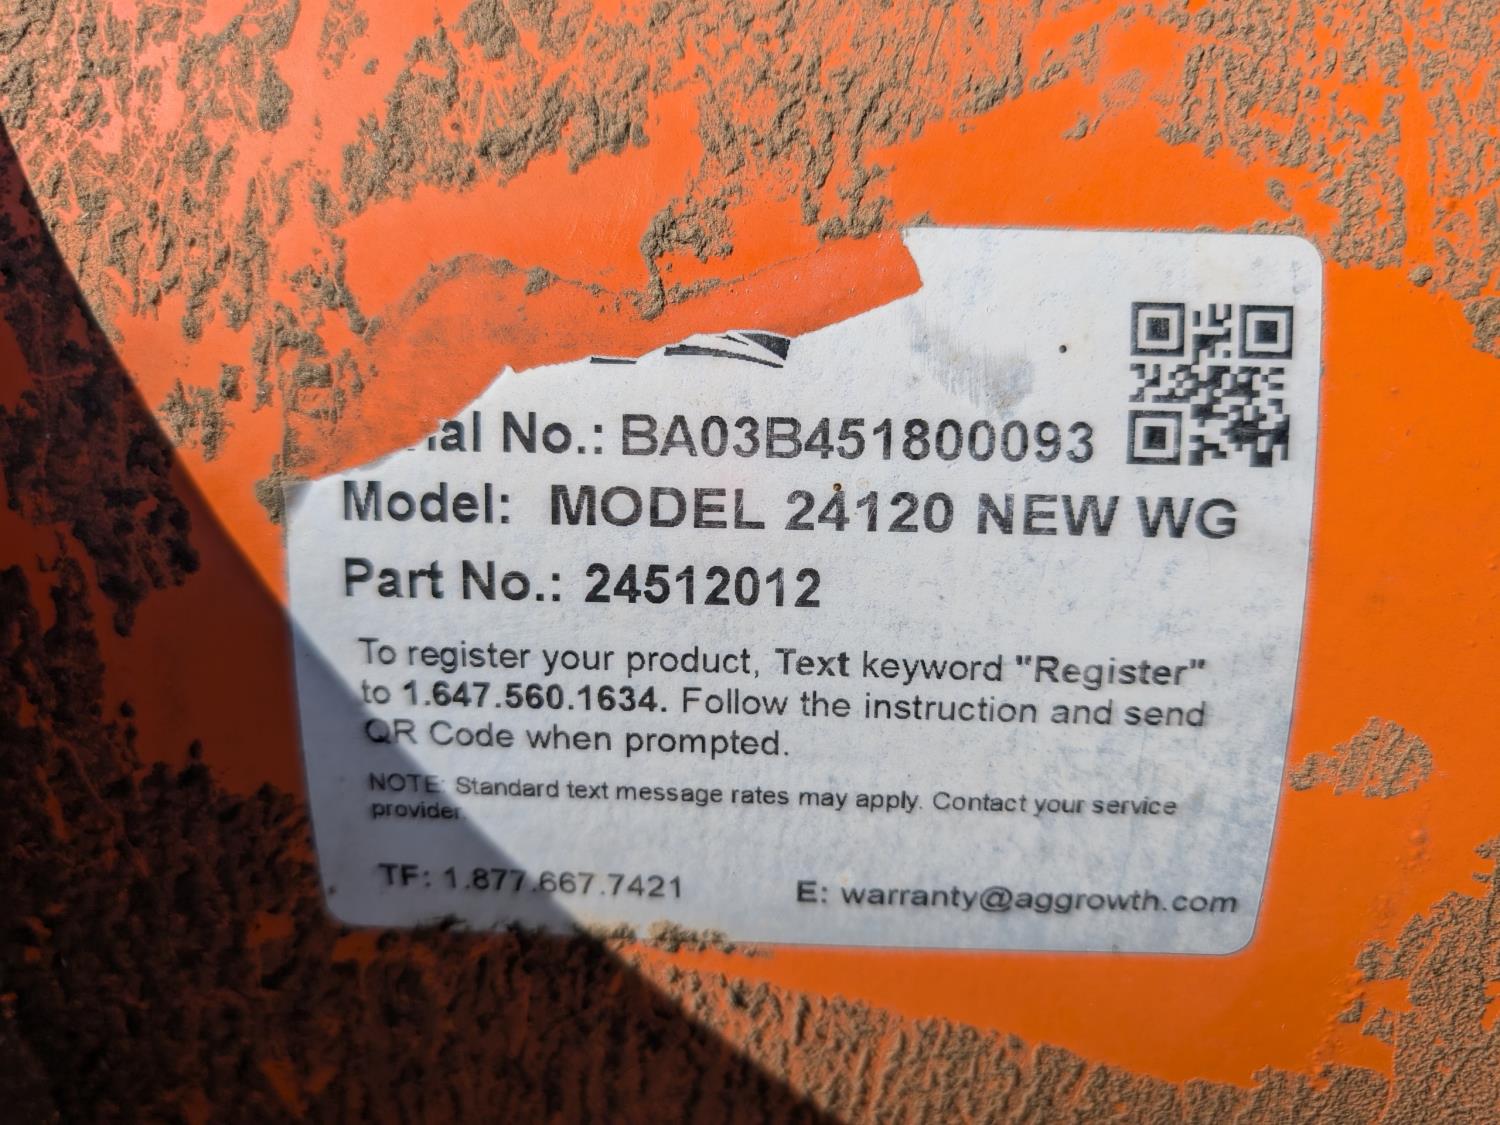 ial No.: BA03B451800093
Model: MODEL 24120 NEW WG
Part No.: 24512012
To register your product, Text keyword "Register"
to 1.647.560.1634. Follow the instruction and send
QR Code when prompted.
NOTE: Standard text message rates may apply. Contact your service
provider.
TF: 1.877.667.7421 E: warranty@aggrowth.com